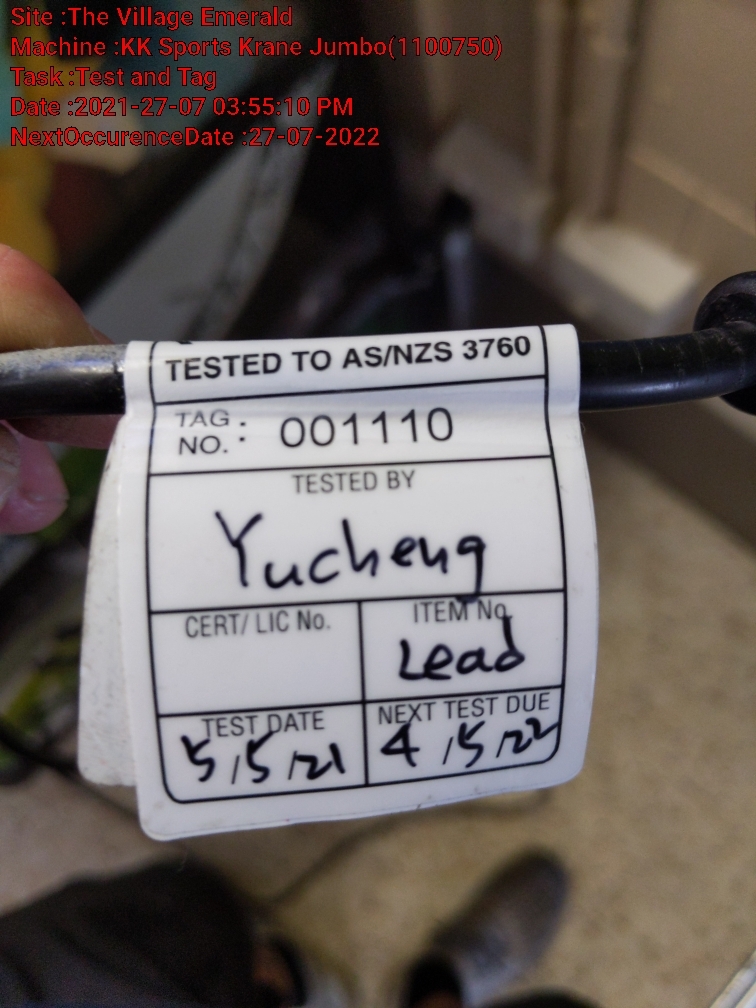 Site :The Village Emerald
Machine :KK Sports Krane Jumbo(1100750)
Task :Test and Tag
Date :2021-27-07 03:55:10 PM
NextOccurenceDate :27-07-2022
TESTED TO AS/NZS 3760
TAG NO. : 001110
TESTED BY
Yucheng
CERT/ LIC No.
ITEM No.
Lead
TEST DATE
5/5/21
NEXT TEST DUE
4/5/22